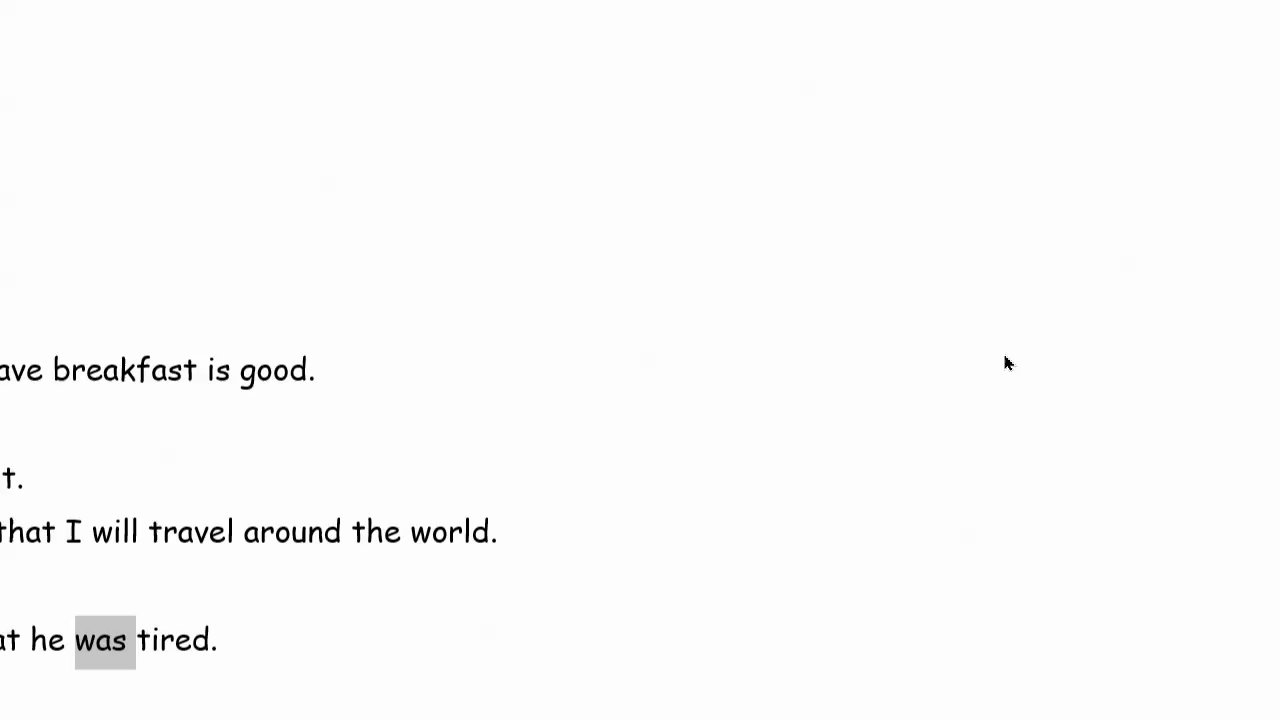 ave breakfast is good.
t.
that I will travel around the world.
at he was tired.